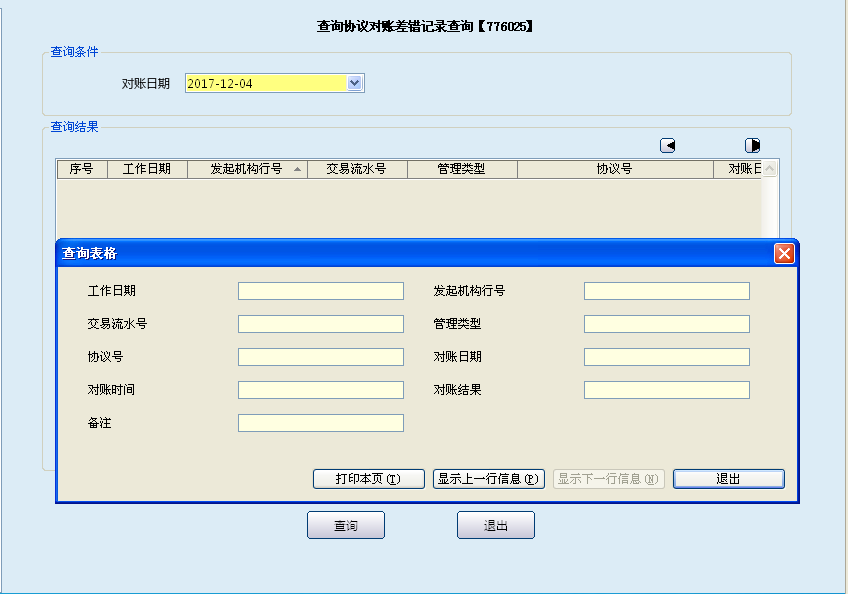 查询协议对账差错记录查询【776025】
查询条件
对账日期 2017-12-04
查询结果
序号 工作日期 发起机构行号 交易流水号 管理类型 协议号 对账日
查询表格
工作日期 发起机构行号
交易流水号 管理类型
协议号 对账日期
对账时间 对账结果
备注
打印本页(T) 显示上一行信息(P) 显示下一行信息(N) 退出
查询 退出